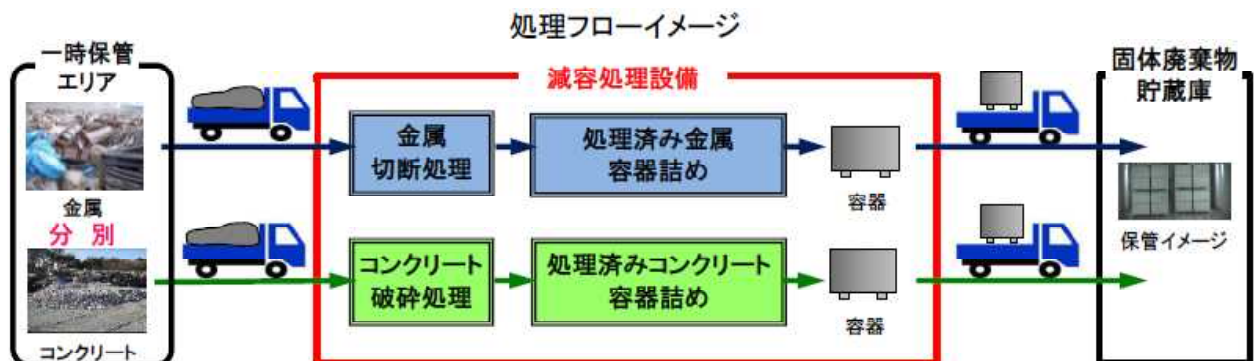 処理フローイメージ
一時保管
エリア
金属
分 別
コンクリート
減容処理設備
金属
切断処理
処理済み金属
容器詰め
容器
コンクリート
破砕処理
処理済みコンクリート
容器詰め
容器
固体廃棄物
貯蔵庫
保管イメージ